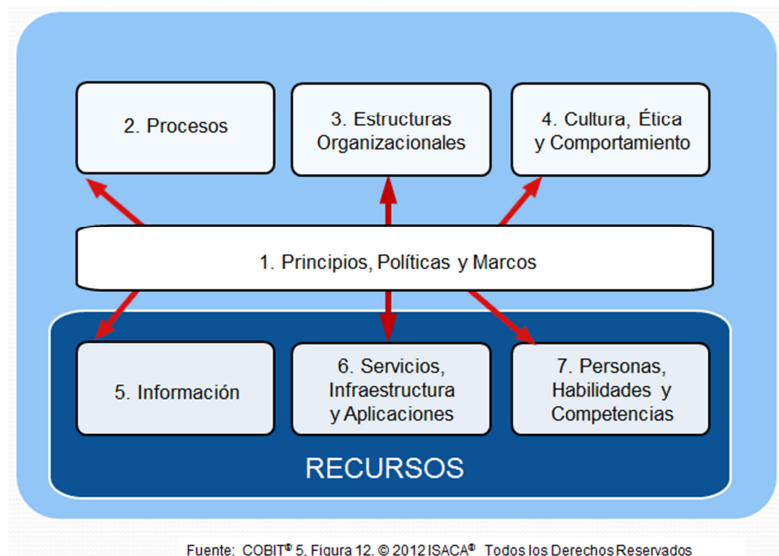 2. Procesos
3. Estructuras
Organizacionales
4. Cultura, Ética
y Comportamiento
1. Principios, Políticas y Marcos
5. Información
6. Servicios,
Infraestructura
y Aplicaciones
7. Personas,
Habilidades y
Competencias
RECURSOS
Fuente: COBIT® 5, Figura 12. © 2012 ISACA® Todos los Derechos Reservados